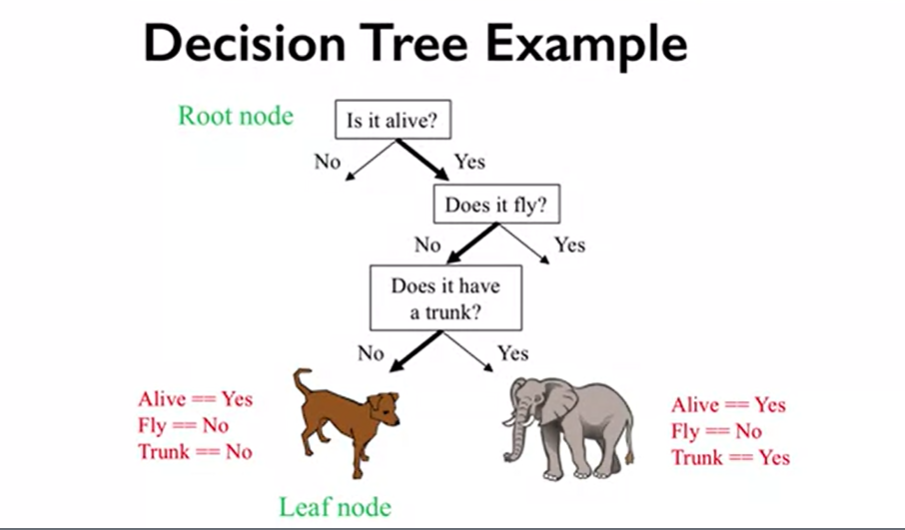 Decision Tree Example
Root node
Is it alive?
No
Yes
Does it fly?
No
Yes
Does it have
a trunk?
No
Yes
Alive == Yes
Fly == No
Trunk == No
Alive == Yes
Fly == No
Trunk == Yes
Leaf node